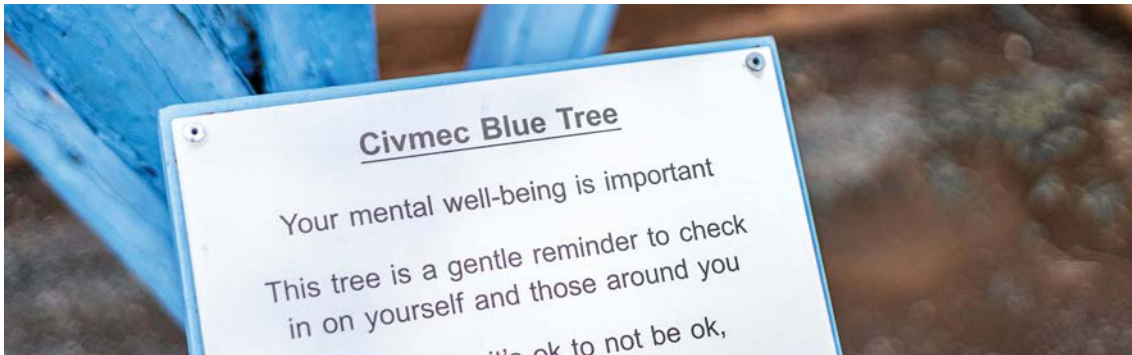 Civmec Blue Tree
Your mental well-being is important
This tree is a gentle reminder to check
in on yourself and those around you
it's ok to not be ok,